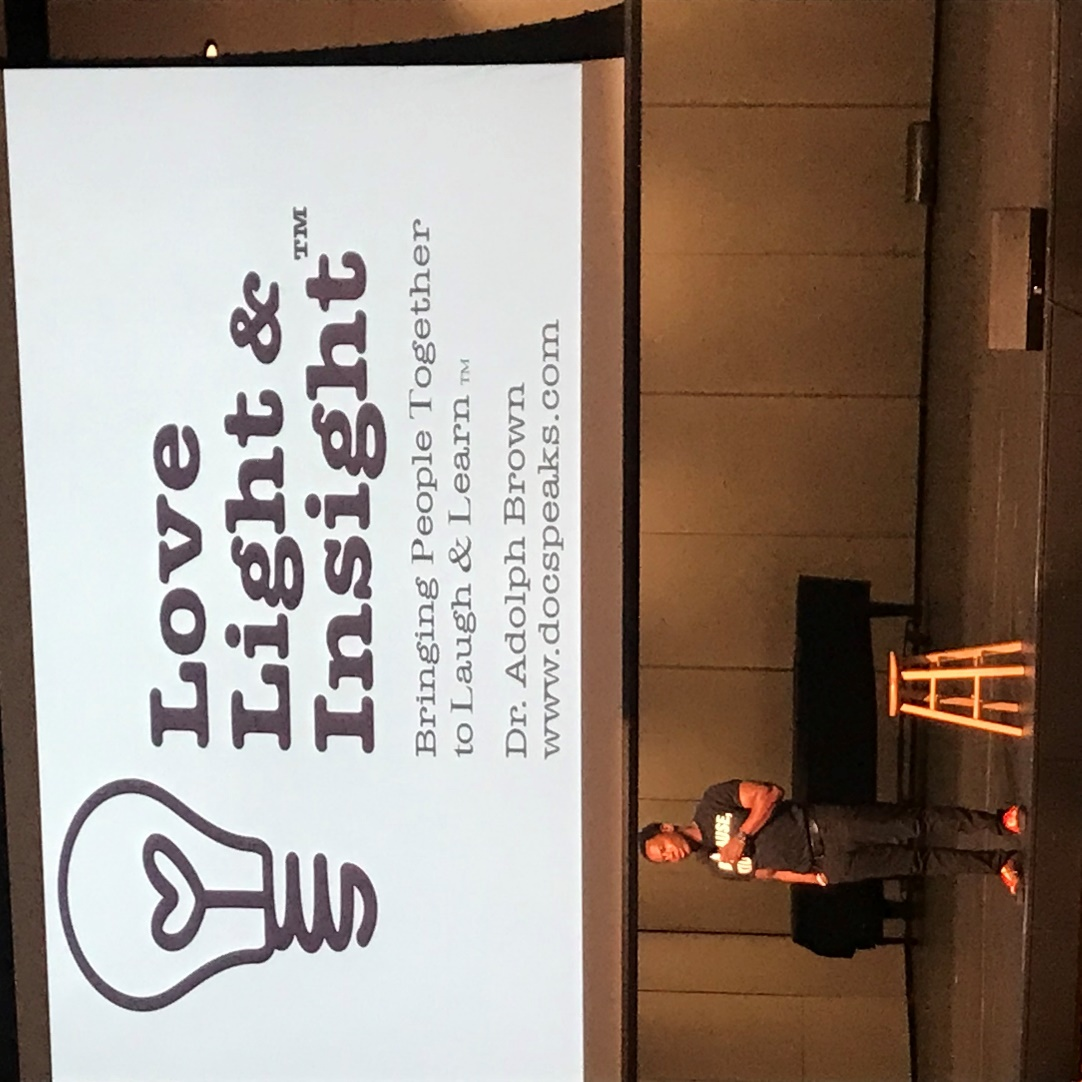 Love
Light &
Insight™
Bringing People Together
to Laugh & Learn™
Dr. Adolph Brown
www.docspeaks.com